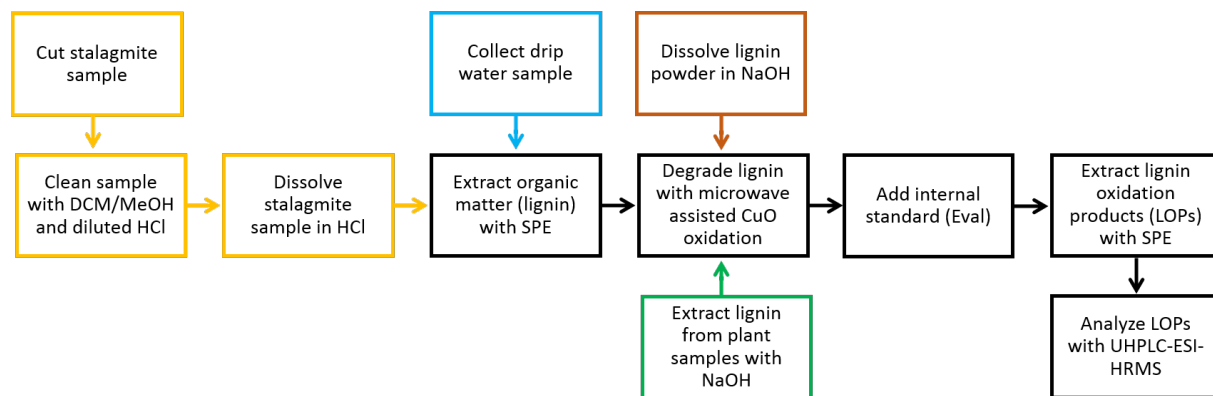 Cut stalagmite
sample
Collect drip
water sample
Dissolve lignin
powder in NaOH
Clean sample
with DCM/MeOH
and diluted HCl
Dissolve
stalagmite
sample in HCl
Extract organic
matter (lignin)
with SPE
Degrade lignin
with microwave
assisted CuO
oxidation
Add internal
standard (Eval)
Extract lignin
oxidation
products (LOPs)
with SPE
Extract lignin
from plant
samples with
NaOH
Analyze LOPs
with UHPLC-ESI-
HRMS